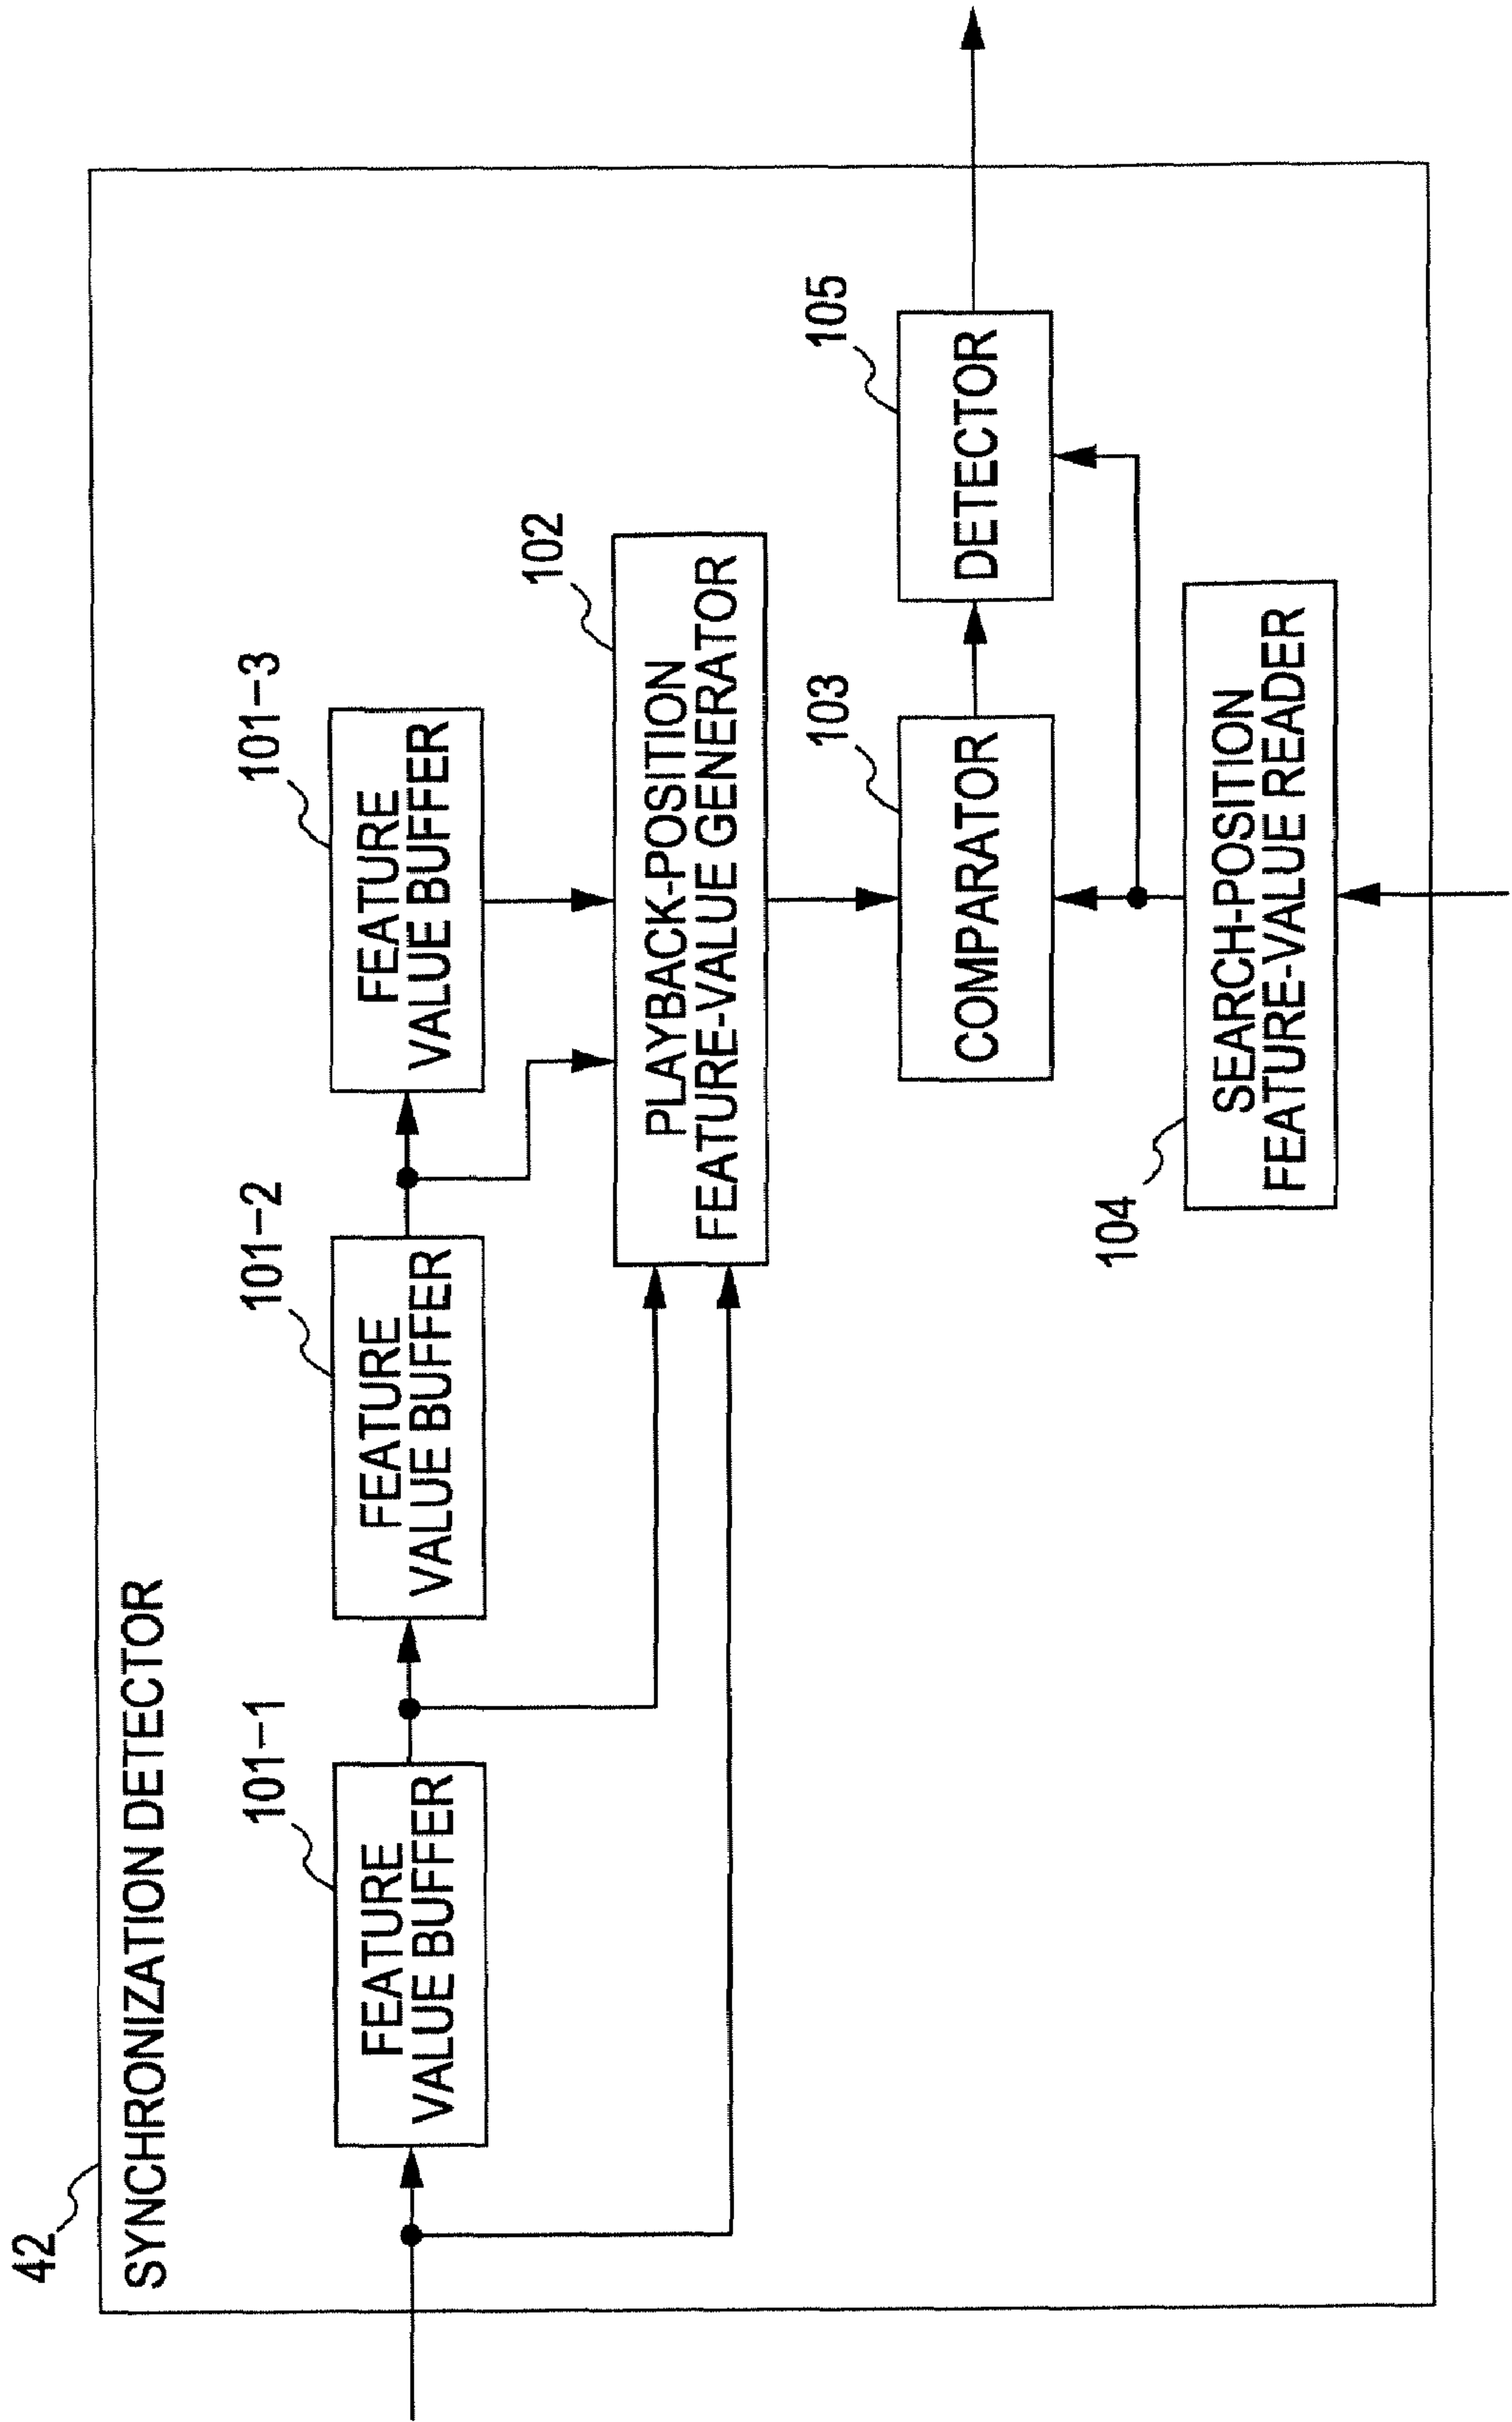 42
SYNCHRONIZATION DETECTOR
101-1
FEATURE
VALUE BUFFER
101-2
FEATURE
VALUE BUFFER
101-3
FEATURE
VALUE BUFFER
102
PLAYBACK-POSITION
FEATURE-VALUE GENERATOR
103
COMPARATOR
105
DETECTOR
104
SEARCH-POSITION
FEATURE-VALUE READER